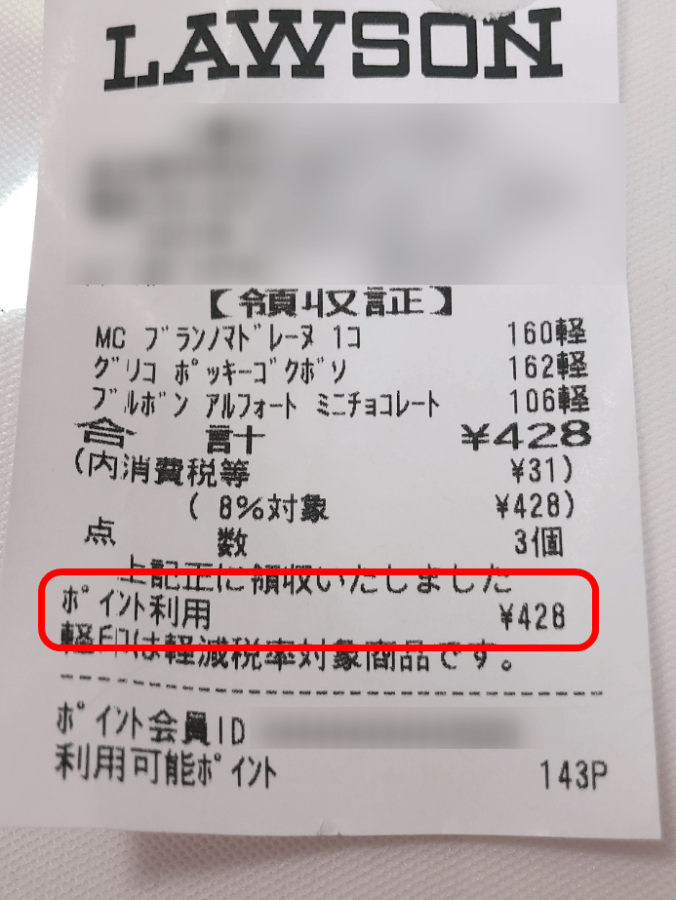 LAWSON
【領収証】
MC ブランノマドレーヌ 1コ 160軽
グリコ ポッキーゴクボソ 162軽
ブルボン アルフォート ミニチョコレート 106軽
合 計 ¥428
(内消費税等 ¥31)
( 8%対象 ¥428)
点 数 3個
上記正に領収いたしました
ポイント利用 ¥428
軽印は軽減税率対象商品です。
ポイント会員ID
利用可能ポイント 143P